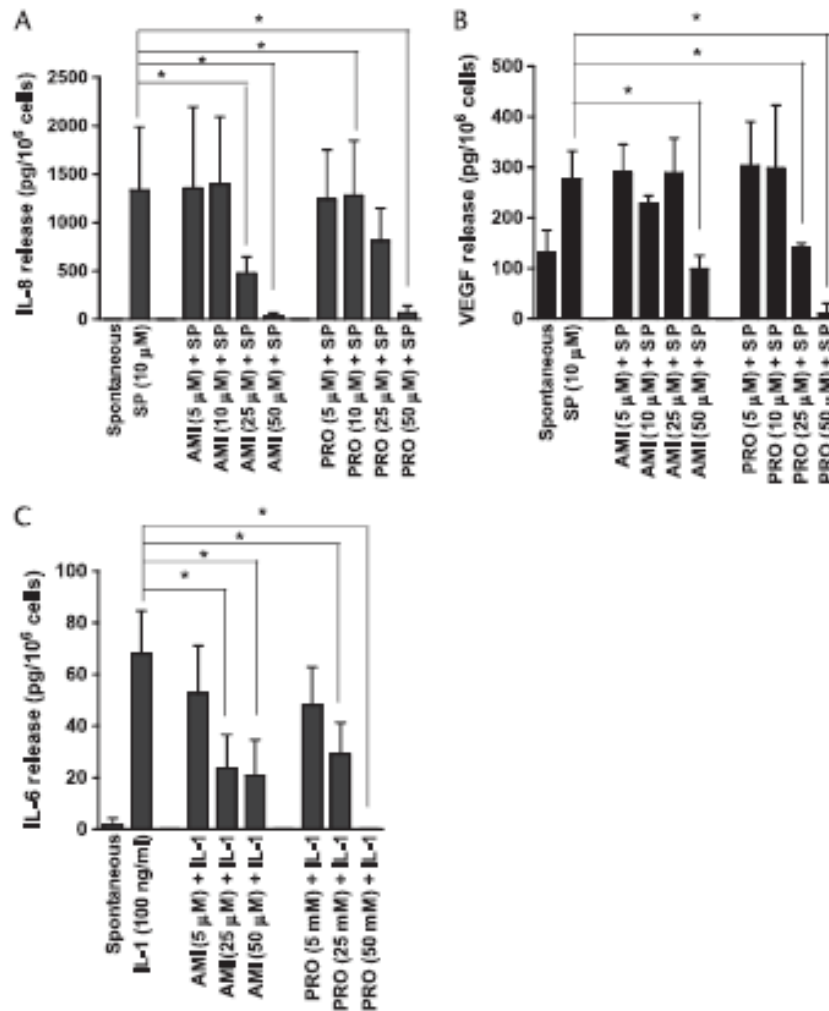 A
*
*
*
*
IL-8 release (pg/10⁶ cells)
2500
2000
1500
1000
500
0
Spontaneous
SP (10 μM)
AMI (5 μM) + SP
AMI (10 μM) + SP
AMI (25 μM) + SP
AMI (50 μM) + SP
PRO (5 μM) + SP
PRO (10 μM) + SP
PRO (25 μM) + SP
PRO (50 μM) + SP
B
*
*
*
VEGF release (pg/10⁶ cells)
500
400
300
200
100
0
Spontaneous
SP (10 μM)
AMI (5 μM) + SP
AMI (10 μM) + SP
AMI (25 μM) + SP
AMI (50 μM) + SP
PRO (5 μM) + SP
PRO (10 μM) + SP
PRO (25 μM) + SP
PRO (50 μM) + SP
C
*
*
*
*
IL-6 release (pg/10⁶ cells)
100
80
60
40
20
0
Spontaneous
IL-1 (100 ng/ml)
AMI (5 μM) + IL-1
AMI (25 μM) + IL-1
AMI (50 μM) + IL-1
PRO (5 mM) + IL-1
PRO (25 mM) + IL-1
PRO (50 mM) + IL-1